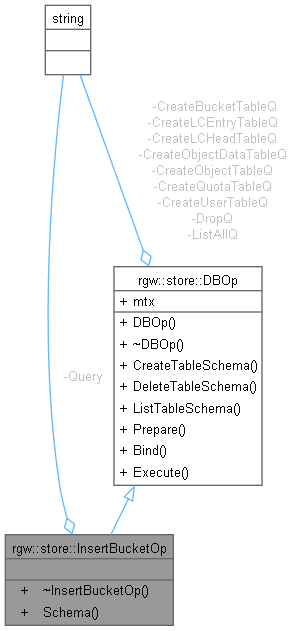 string
-CreateBucketTableQ
-CreateLCEntryTableQ
-CreateLCHeadTableQ
-CreateObjectDataTableQ
-CreateObjectTableQ
-CreateQuotaTableQ
-CreateUserTableQ
-DropQ
-ListAllQ
rgw::store::DBOp
+ mtx
+ DBOp()
+ ~DBOp()
+ CreateTableSchema()
+ DeleteTableSchema()
+ ListTableSchema()
+ Prepare()
+ Bind()
+ Execute()
-Query
rgw::store::InsertBucketOp
+ ~InsertBucketOp()
+ Schema()